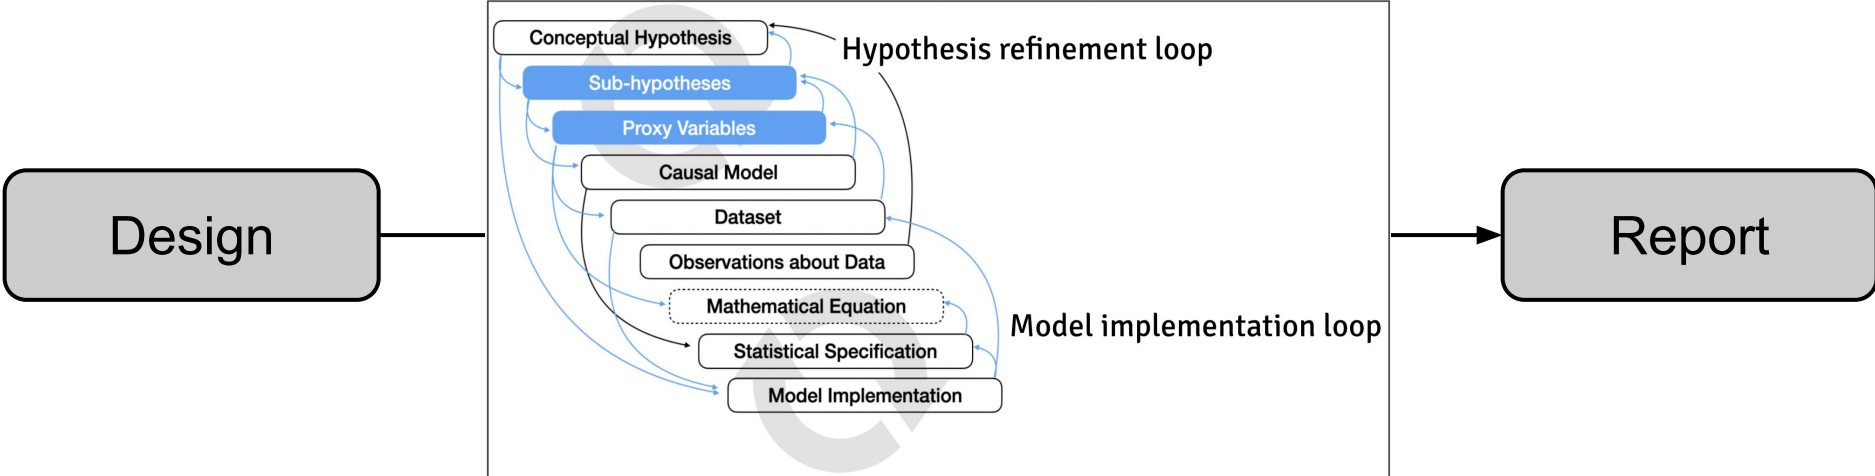 Conceptual Hypothesis
Hypothesis refinement loop
Sub-hypotheses
Proxy Variables
Causal Model
Design
Dataset
Report
Observations about Data
Mathematical Equation
Model implementation loop
Statistical Specification
Model Implementation